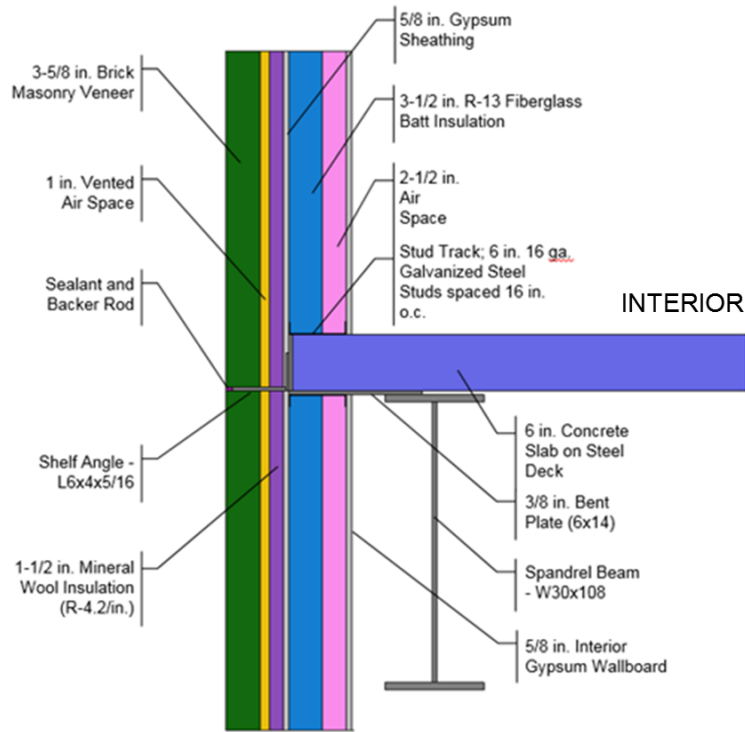 3-5/8 in. Brick
Masonry Veneer
1 in. Vented
Air Space
Sealant and
Backer Rod
Shelf Angle -
L6x4x5/16
1-1/2 in. Mineral
Wool Insulation
(R-4.2/in.)
5/8 in. Gypsum
Sheathing
3-1/2 in. R-13 Fiberglass
Batt Insulation
2-1/2 in.
Air
Space
Stud Track; 6 in. 16 ga.
Galvanized Steel
Studs spaced 16 in.
o.c.
INTERIOR
6 in. Concrete
Slab on Steel
Deck
3/8 in. Bent
Plate (6x14)
Spandrel Beam
- W30x108
5/8 in. Interior
Gypsum Wallboard